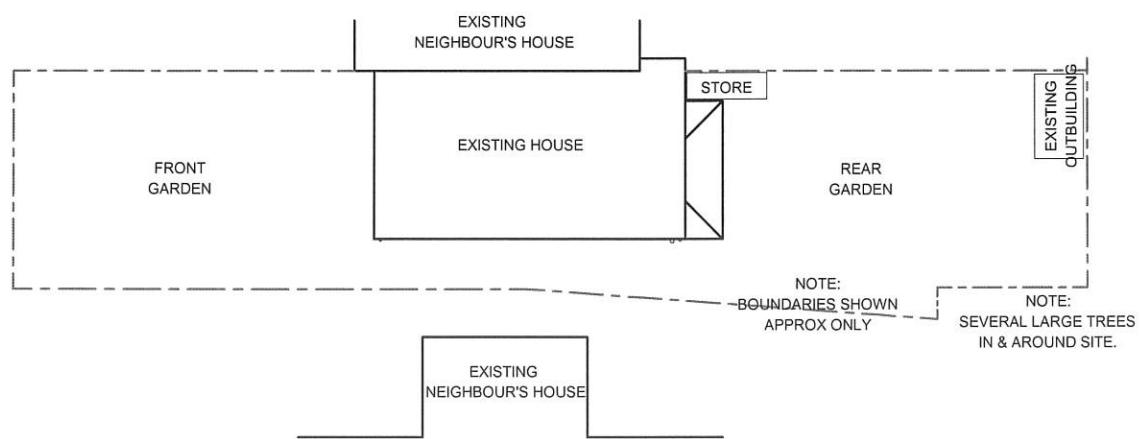 EXISTING
NEIGHBOUR'S HOUSE
STORE
EXISTING
OUTBUILDING
EXISTING HOUSE
FRONT
GARDEN
REAR
GARDEN
NOTE:
BOUNDARIES SHOWN
APPROX ONLY
NOTE:
SEVERAL LARGE TREES
IN & AROUND SITE.
EXISTING
NEIGHBOUR'S HOUSE